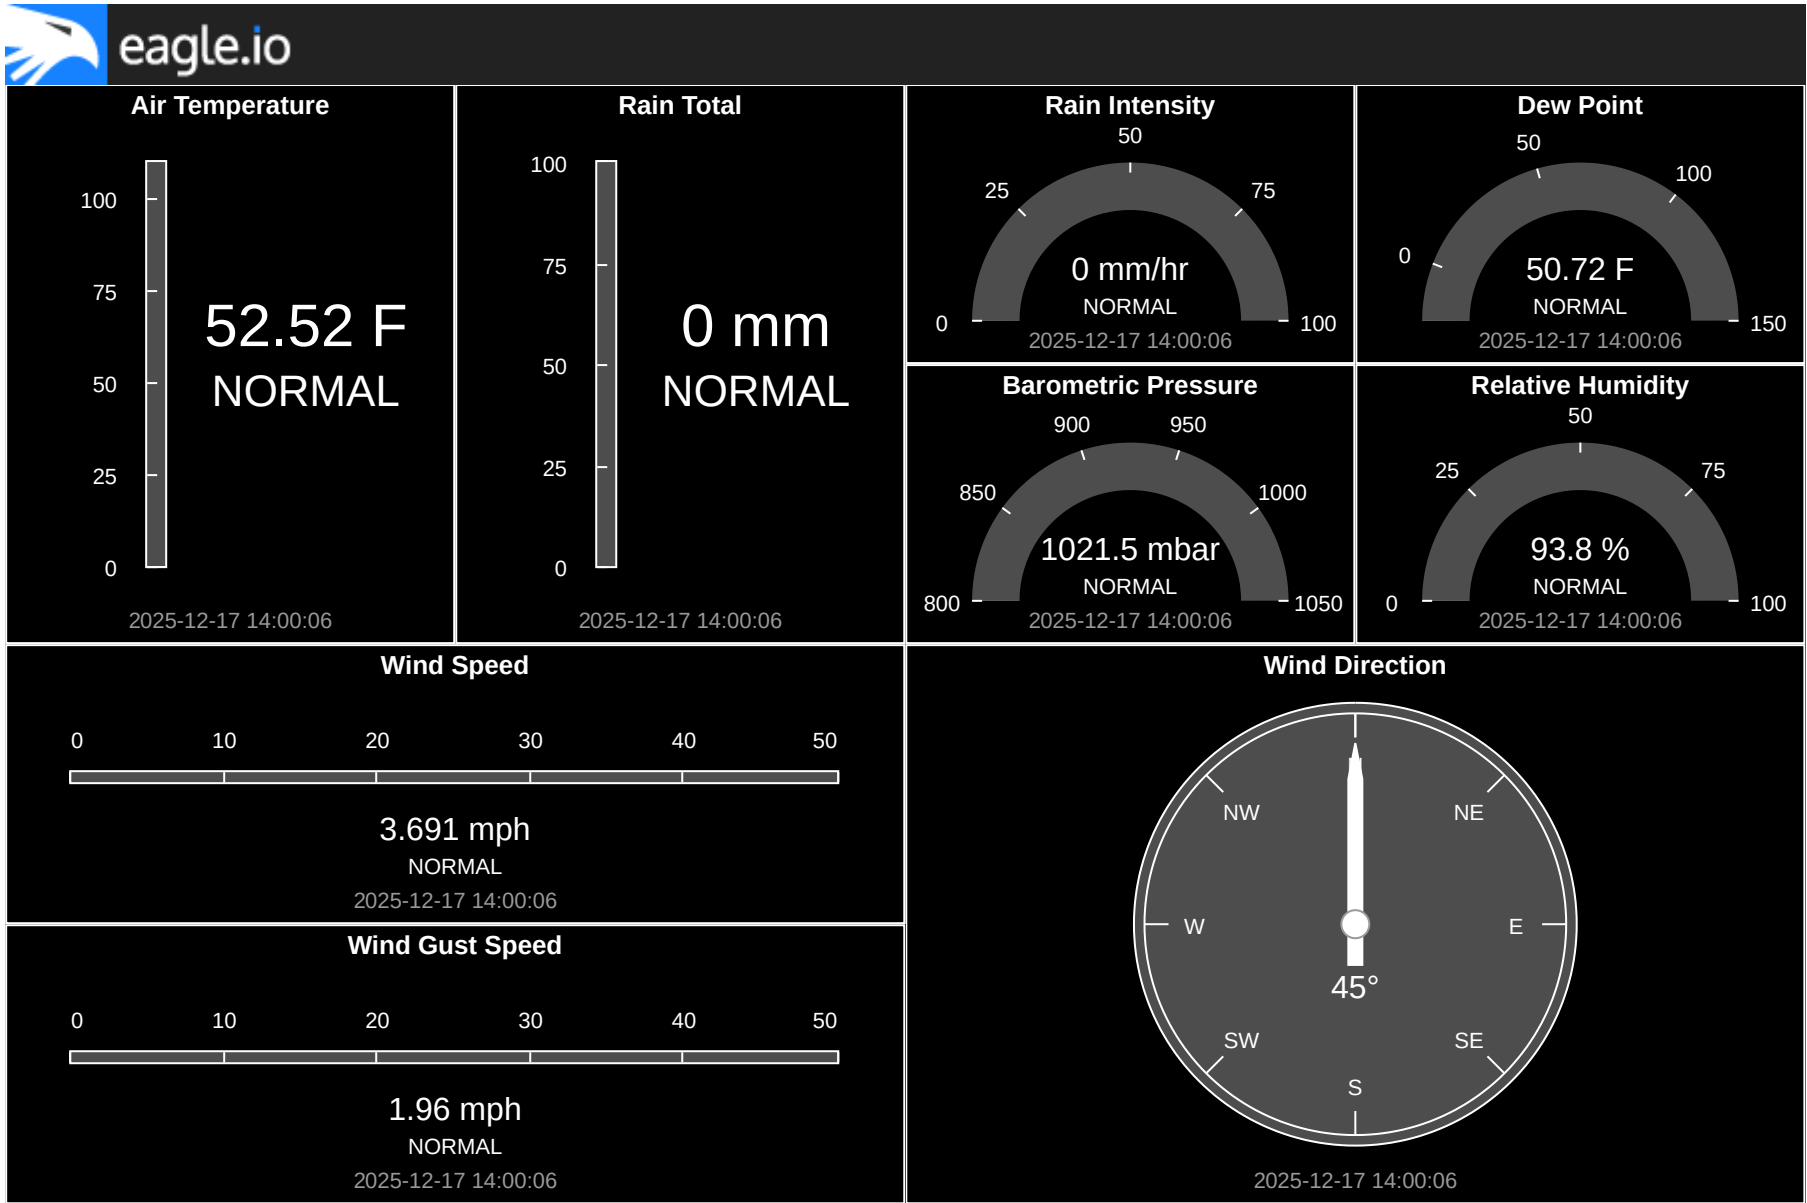 eagle.io
Air Temperature
100
75
50
25
0
52.52 F
NORMAL
2025-12-17 14:00:06
Rain Total
100
75
50
25
0
0 mm
NORMAL
2025-12-17 14:00:06
Rain Intensity
0
25
50
75
100
0 mm/hr
NORMAL
2025-12-17 14:00:06
Dew Point
0
50
100
150
50.72 F
NORMAL
2025-12-17 14:00:06
Barometric Pressure
800
850
900
950
1000
1050
1021.5 mbar
NORMAL
2025-12-17 14:00:06
Relative Humidity
0
25
50
75
100
93.8 %
NORMAL
2025-12-17 14:00:06
Wind Speed
0 10 20 30 40 50
3.691 mph
NORMAL
2025-12-17 14:00:06
Wind Gust Speed
0 10 20 30 40 50
1.96 mph
NORMAL
2025-12-17 14:00:06
Wind Direction
NW NE
W E
45°
SW SE
S
2025-12-17 14:00:06